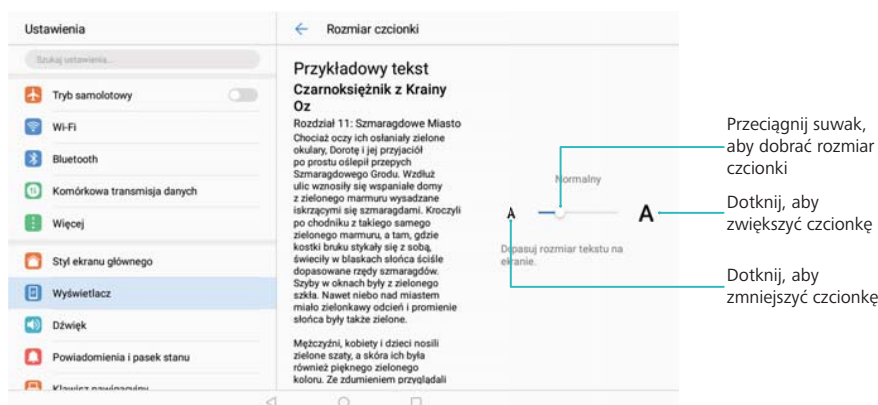 Ustawienia
Szukaj ustawienia...
Tryb samolotowy
Wi-Fi
Bluetooth
Komórkowa transmisja danych
Więcej
Styl ekranu głównego
Wyświetlacz
Dźwięk
Powiadomienia i pasek stanu
Klawisz nawigacyjny
Rozmiar czcionki
Przykładowy tekst
Czarnoksiężnik z Krainy
Oz
Rozdział 11: Szmaragdowe Miasto
Chociaż oczy ich osłaniały zielone
okulary, Dorotę i jej przyjaciół
po prostu oślepił przepych
Szmaragdowego Grodu. Wzdłuż
ulic wznosiły się wspaniałe domy
z zielonego marmuru wysadzane
iskrzącymi się szmaragdami. Kroczyli
po chodniku z takiego samego
zielonego marmuru, a tam, gdzie
kostki bruku stykały się z sobą,
świeciły w blaskach słońca ściśle
dopasowane rzędy szmaragdów.
Szyby w oknach były z zielonego
szkła. Nawet niebo nad miastem
miało zielonkawy odcień i promienie
słońca były także zielone.
Mężczyźni, kobiety i dzieci nosili
zielone szaty, a skóra ich była
również pięknego zielonego
koloru. Ze zdumieniem przyglądali
Normalny
A
A
Dopasuj rozmiar tekstu na
ekranie.
Przeciągnij suwak,
aby dobrać rozmiar
czcionki
Dotknij, aby
zwiększyć czcionkę
Dotknij, aby
zmniejszyć czcionkę